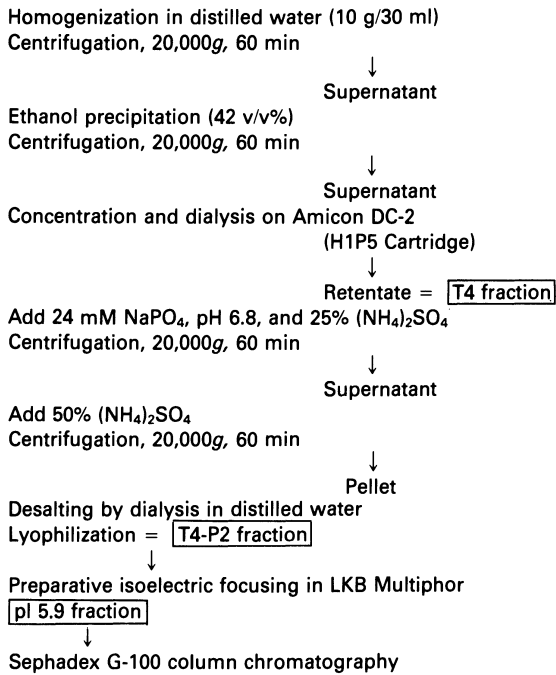 Homogenization in distilled water (10 g/30 ml)
Centrifugation, 20,000g, 60 min
↓
Supernatant
Ethanol precipitation (42 v/v%)
Centrifugation, 20,000g, 60 min
↓
Supernatant
Concentration and dialysis on Amicon DC-2
(H1P5 Cartridge)
↓
Retentate = T4 fraction
Add 24 mM NaPO₄, pH 6.8, and 25% (NH₄)₂SO₄
Centrifugation, 20,000g, 60 min
↓
Supernatant
Add 50% (NH₄)₂SO₄
Centrifugation, 20,000g, 60 min
↓
Pellet
Desalting by dialysis in distilled water
Lyophilization = T4-P2 fraction
↓
Preparative isoelectric focusing in LKB Multiphor
pI 5.9 fraction
↓
Sephadex G-100 column chromatography